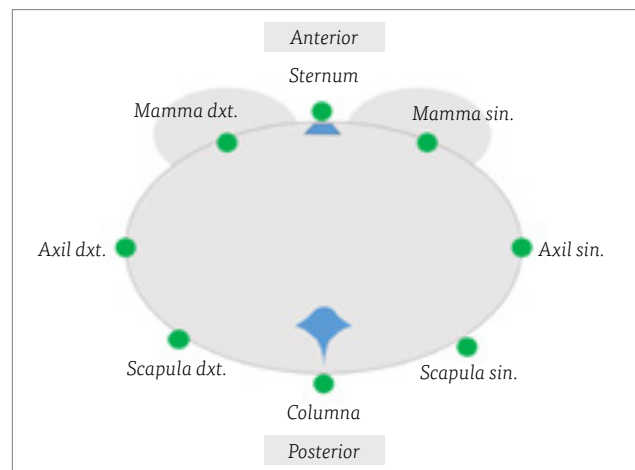 Anterior
Sternum
Mamma dxt.
Mamma sin.
Axil dxt.
Axil sin.
Scapula dxt.
Scapula sin.
Columna
Posterior